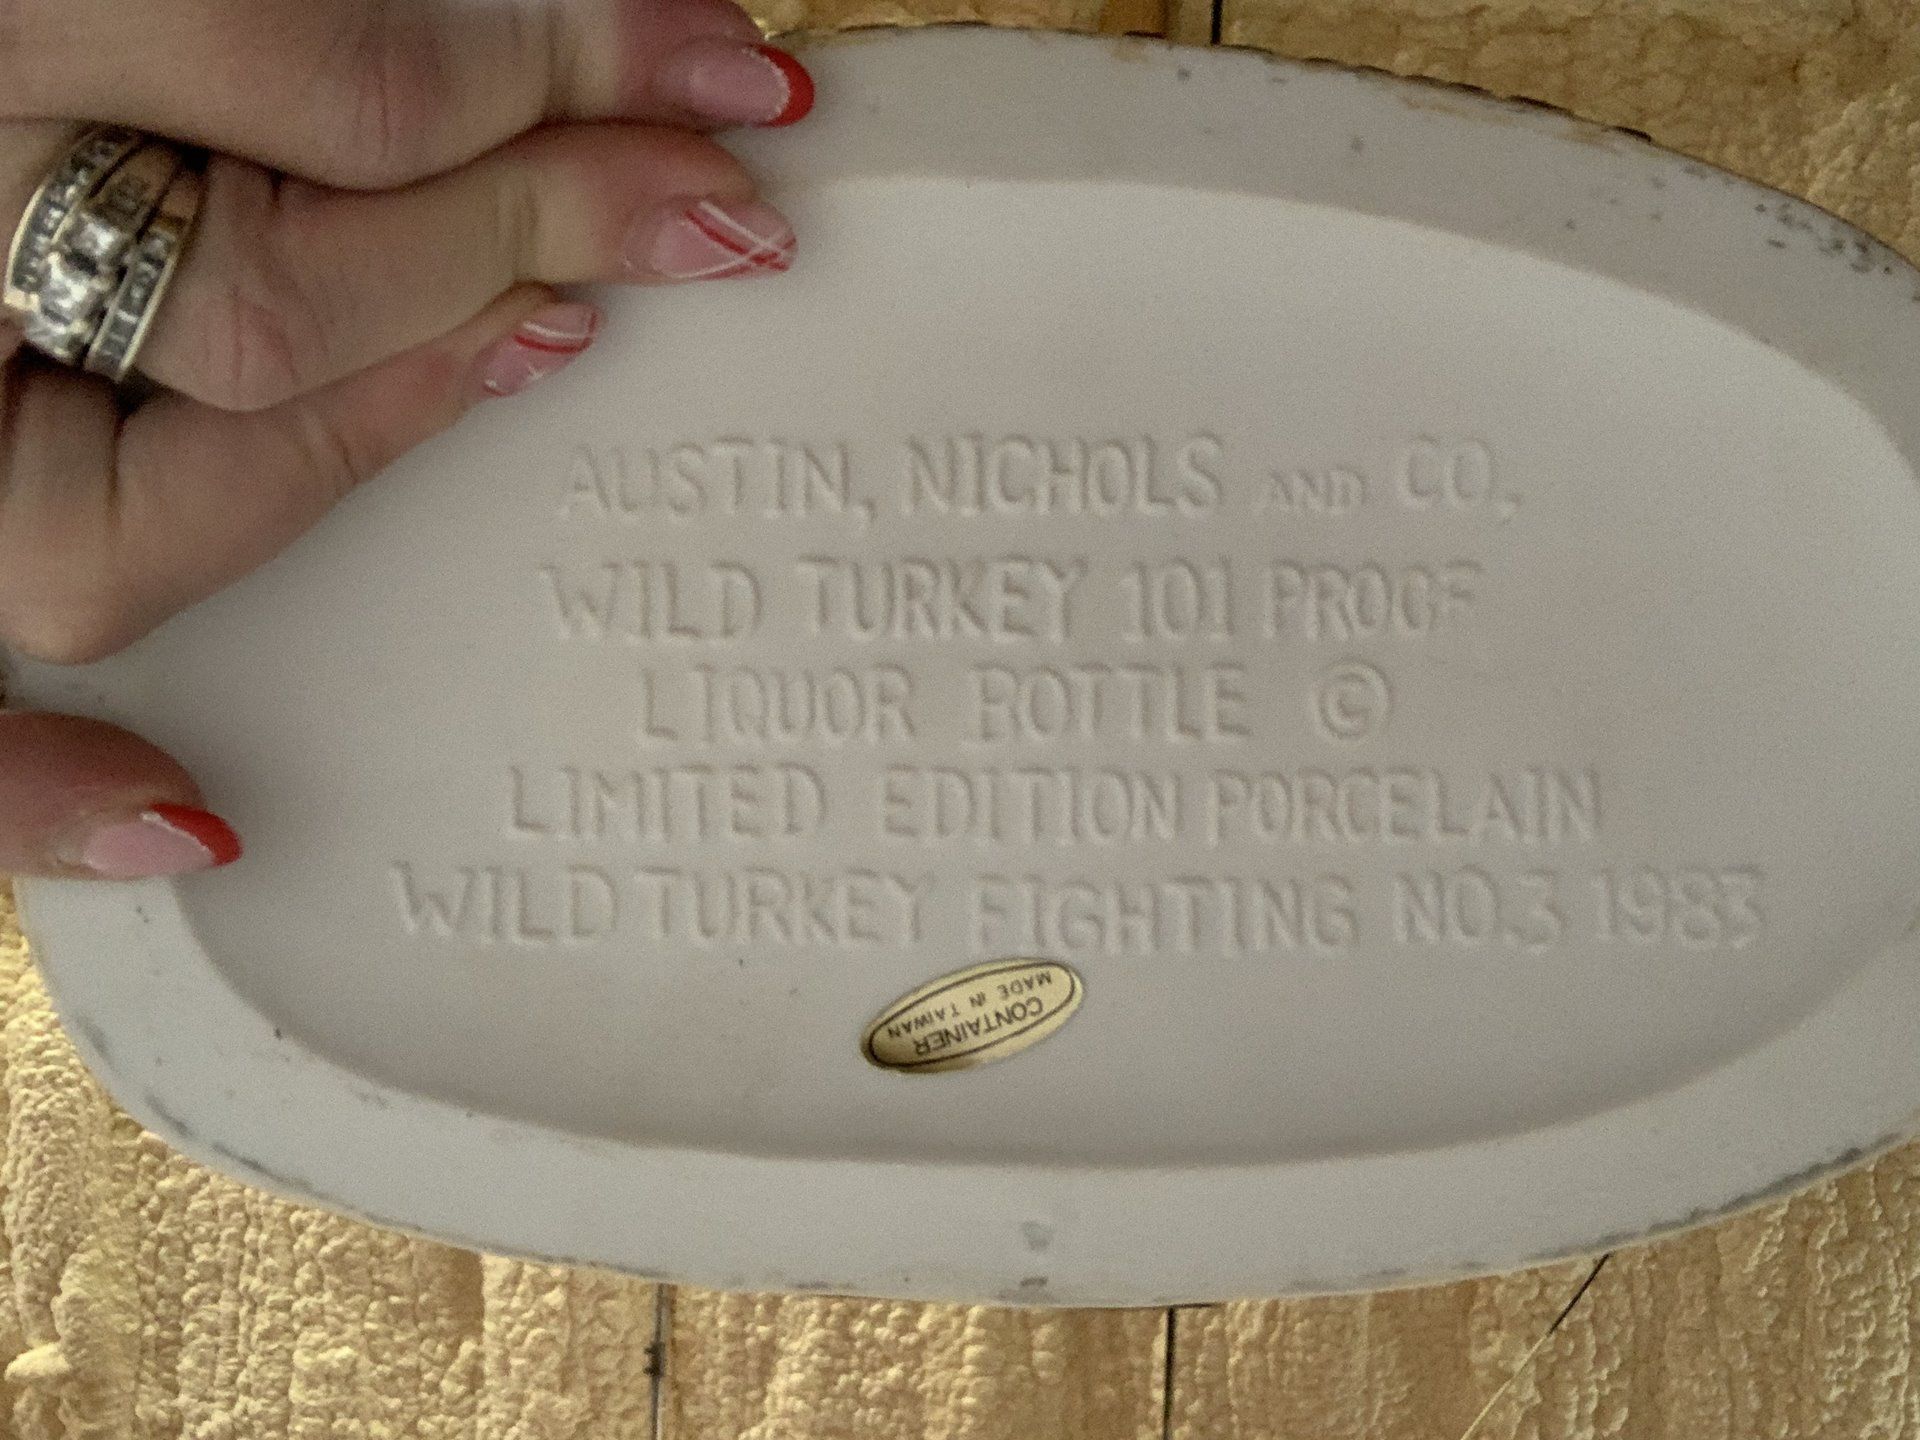 AUSTIN, NICHOLS AND CO,
WILD TURKEY 101 PROOF
LIQUOR BOTTLE ©
LIMITED EDITION PORCELAIN
WILD TURKEY FIGHTING NO.3 1983
CONTAINER
MADE IN TAIWAN